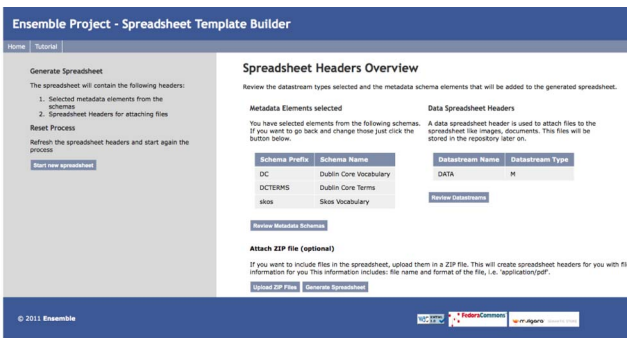 Ensemble Project - Spreadsheet Template Builder
Home Tutorial
Generate Spreadsheet
The spreadsheet will contain the following headers:
1. Selected metadata elements from the
schemas
2. Spreadsheet Headers for attaching files
Reset Process
Refresh the spreadsheet headers and start again the
process
Start new spreadsheet
Spreadsheet Headers Overview
Review the datastream types selected and the metadata schema elements that will be added to the generated spreadsheet.
Metadata Elements selected
You have selected elements from the following schemas.
If you want to go back and change those just click the
button below.
Schema Prefix Schema Name
DC Dublin Core Vocabulary
DCTERMS Dublin Core Terms
skos Skos Vocabulary
Review Metadata Schemas
Data Spreadsheet Headers
A data spreadsheet header is used to attach files to the
spreadsheet like images, documents. This files will be
stored in the repository later on.
Datastream Name Datastream Type
DATA M
Review Datastreams
Attach ZIP file (optional)
If you want to include files in the spreadsheet, upload them in a ZIP file. This will create spreadsheet headers for you with fil
information for you This information includes: file name and format of the file, i.e. 'application/pdf'.
Upload ZIP Files Generate Spreadsheet
© 2011 Ensemble
FedoraCommons
mulgara